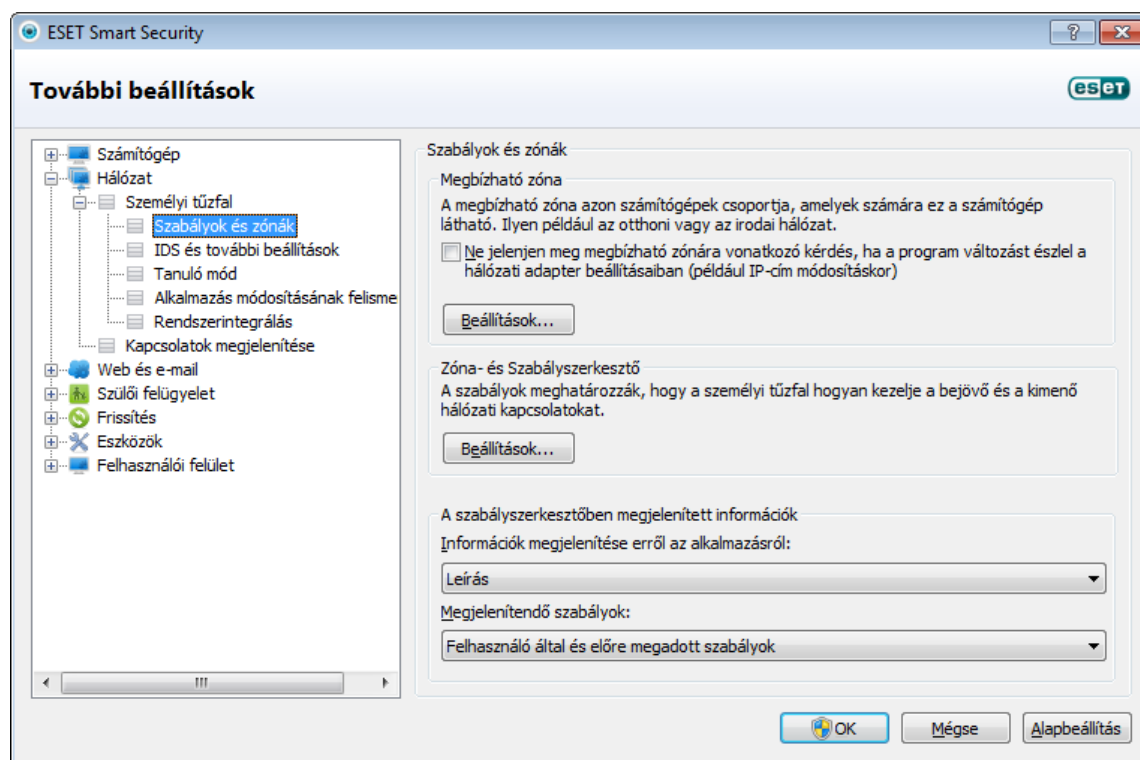 ESET Smart Security
További beállítások
eset
Számítógép
Hálózat
Személyi tűzfal
Szabályok és zónák
IDS és további beállítások
Tanuló mód
Alkalmazás módosításának felisme
Rendszerintegrálás
Kapcsolatok megjelenítése
Web és e-mail
Szülői felügyelet
Frissítés
Eszközök
Felhasználói felület
Szabályok és zónák
Megbízható zóna
A megbízható zóna azon számítógépek csoportja, amelyek számára ez a számítógép
látható. Ilyen például az otthoni vagy az irodai hálózat.
Ne jelenjen meg megbízható zónára vonatkozó kérdés, ha a program változást észlel a
hálózati adapter beállításaiban (például IP-cím módosításkor)
Beállítások...
Zóna- és Szabályszerkesztő
A szabályok meghatározzák, hogy a személyi tűzfal hogyan kezelje a bejövő és a kimenő
hálózati kapcsolatokat.
Beállítások...
A szabályszerkesztőben megjelenített információk
Információk megjelenítése erről az alkalmazásról:
Leírás
Megjelenítendő szabályok:
Felhasználó által és előre megadott szabályok
OK
Mégse
Alapbeállítás